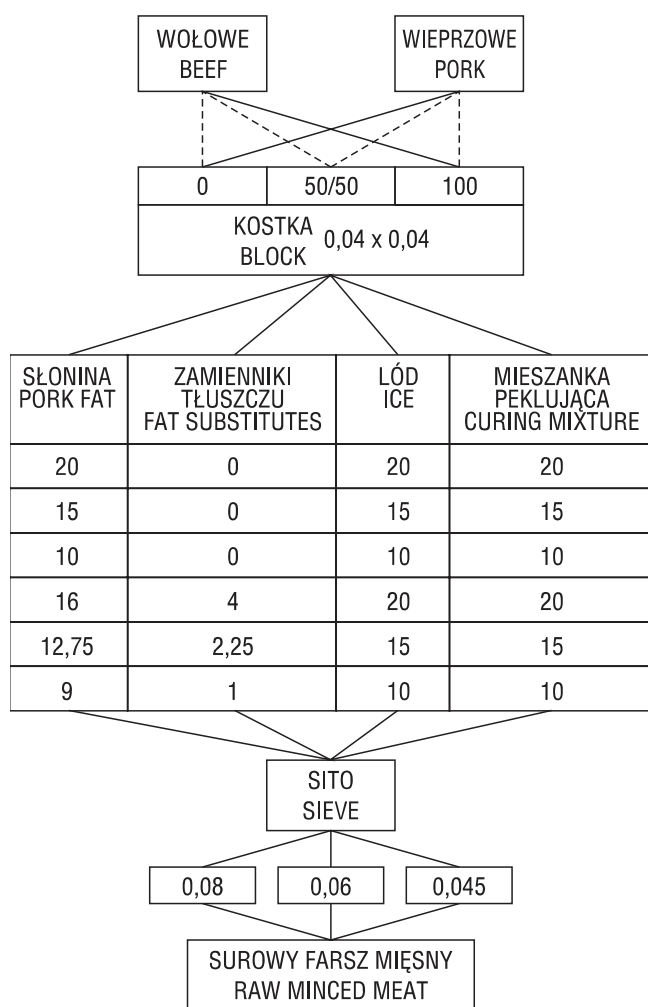 WOŁOWE
BEEF
WIEPRZOWE
PORK
0 50/50 100
KOSTKA
BLOCK 0,04 x 0,04
SŁONINA
PORK FAT
ZAMIENNIKI
TŁUSZCZU
FAT SUBSTITUTES
LÓD
ICE
MIESZANKA
PEKLUJĄCA
CURING MIXTURE
20 0 20 20
15 0 15 15
10 0 10 10
16 4 20 20
12,75 2,25 15 15
9 1 10 10
SITO
SIEVE
0,08 0,06 0,045
SUROWY FARSZ MIĘSNY
RAW MINCED MEAT